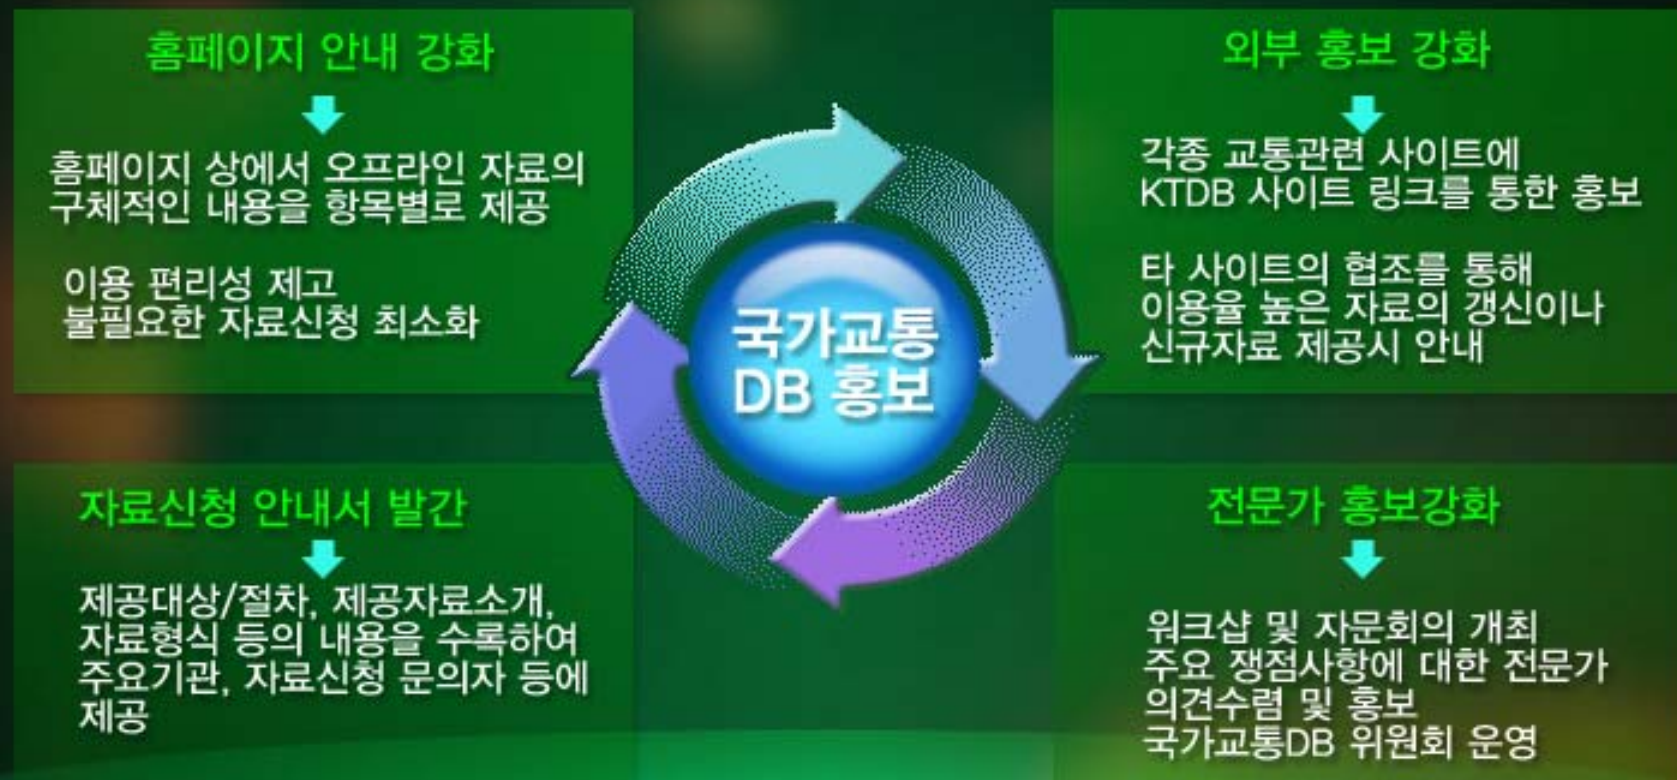 홈페이지 안내 강화
홈페이지 상에서 오프라인 자료의
구체적인 내용을 항목별로 제공
이용 편리성 제고
불필요한 자료신청 최소화
외부 홍보 강화
각종 교통관련 사이트에
KTDB 사이트 링크를 통한 홍보
타 사이트의 협조를 통해
이용율 높은 자료의 갱신이나
신규자료 제공시 안내
국가교통
DB 홍보
자료신청 안내서 발간
제공대상/절차, 제공자료소개,
자료형식 등의 내용을 수록하여
주요기관, 자료신청 문의자 등에
제공
전문가 홍보강화
워크샵 및 자문회의 개최
주요 쟁점사항에 대한 전문가
의견수렴 및 홍보
국가교통DB 위원회 운영